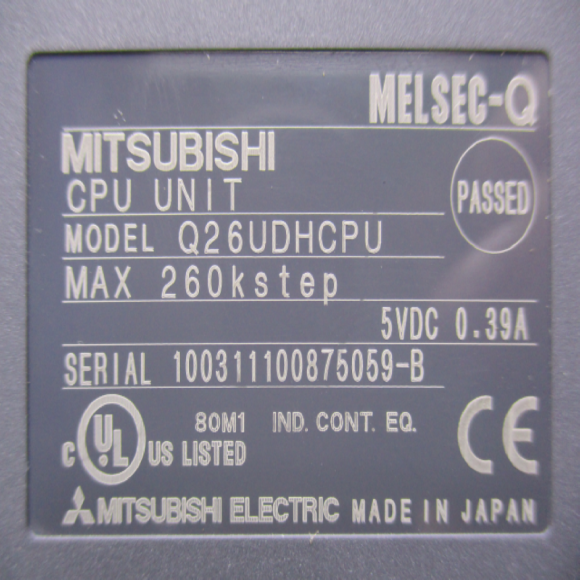 MELSEC-Q
MITSUBISHI
CPU UNIT
PASSED
MODEL Q26UDHCPU
MAX 260kstep
5VDC 0.39A
SERIAL 100311100875059-B
80M1 IND. CONT. EQ.
C UL US LISTED
CE
MITSUBISHI ELECTRIC MADE IN JAPAN